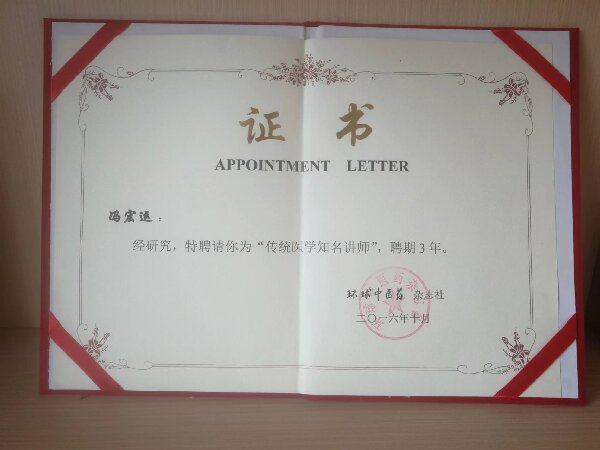 证 书
APPOINTMENT LETTER
冯宏运：
经研究，特聘请你为“传统医学知名讲师”，聘期3年。
环球中医药 杂志社
二〇一六年十月